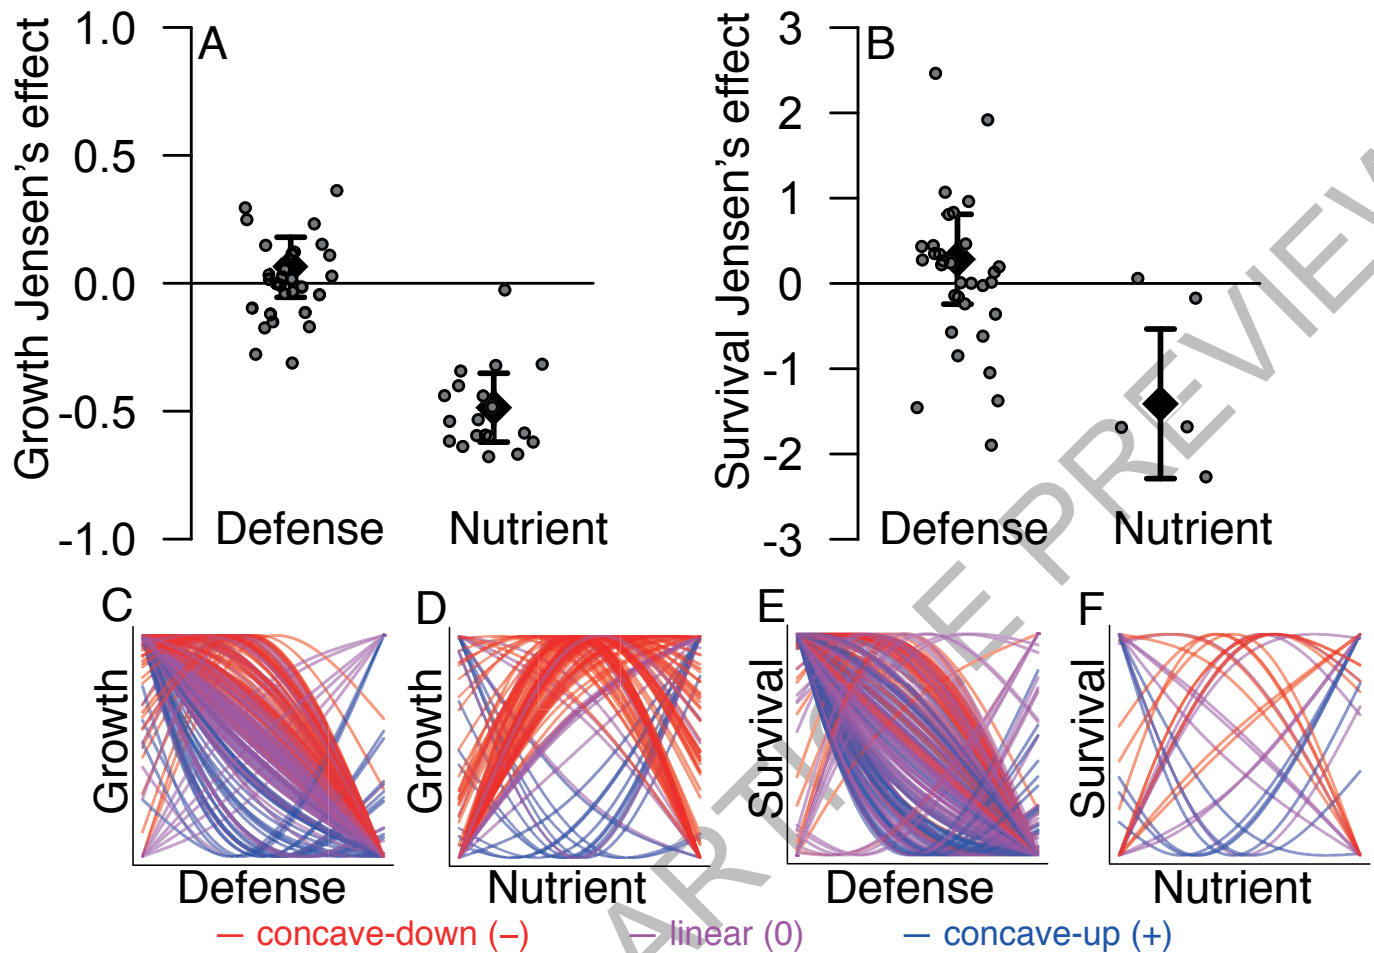 A
Growth Jensen's effect
1.0
0.5
0.0
-0.5
-1.0
Defense
Nutrient
B
Survival Jensen's effect
3
2
1
0
-1
-2
-3
Defense
Nutrient
C
Growth
Defense
D
Growth
Nutrient
E
Survival
Defense
F
Survival
Nutrient
– concave-down (–)
– linear (0)
– concave-up (+)
ARTICLE PREVIEW